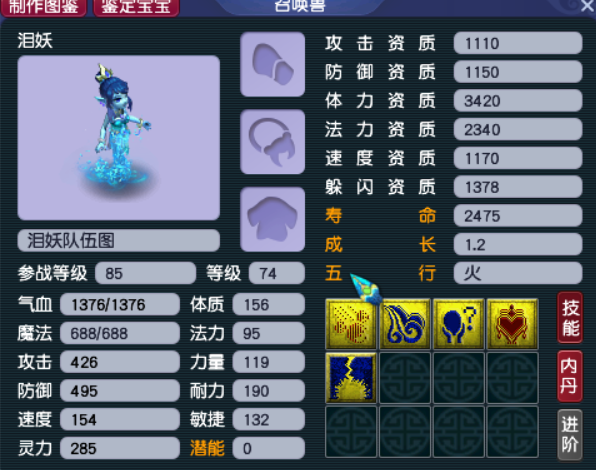 制作图鉴 鉴定宝宝 召唤兽
泪妖
攻击资质 1110
防御资质 1150
体力资质 3420
法力资质 2340
速度资质 1170
躲闪资质 1378
寿命 2475
成长 1.2
五行 火
泪妖队伍图
参战等级 85 等级 74
气血 1376/1376 体质 156
魔法 688/688 法力 95
攻击 426 力量 119
防御 495 耐力 190
速度 154 敏捷 132
灵力 285 潜能 0
技能
内丹
进阶